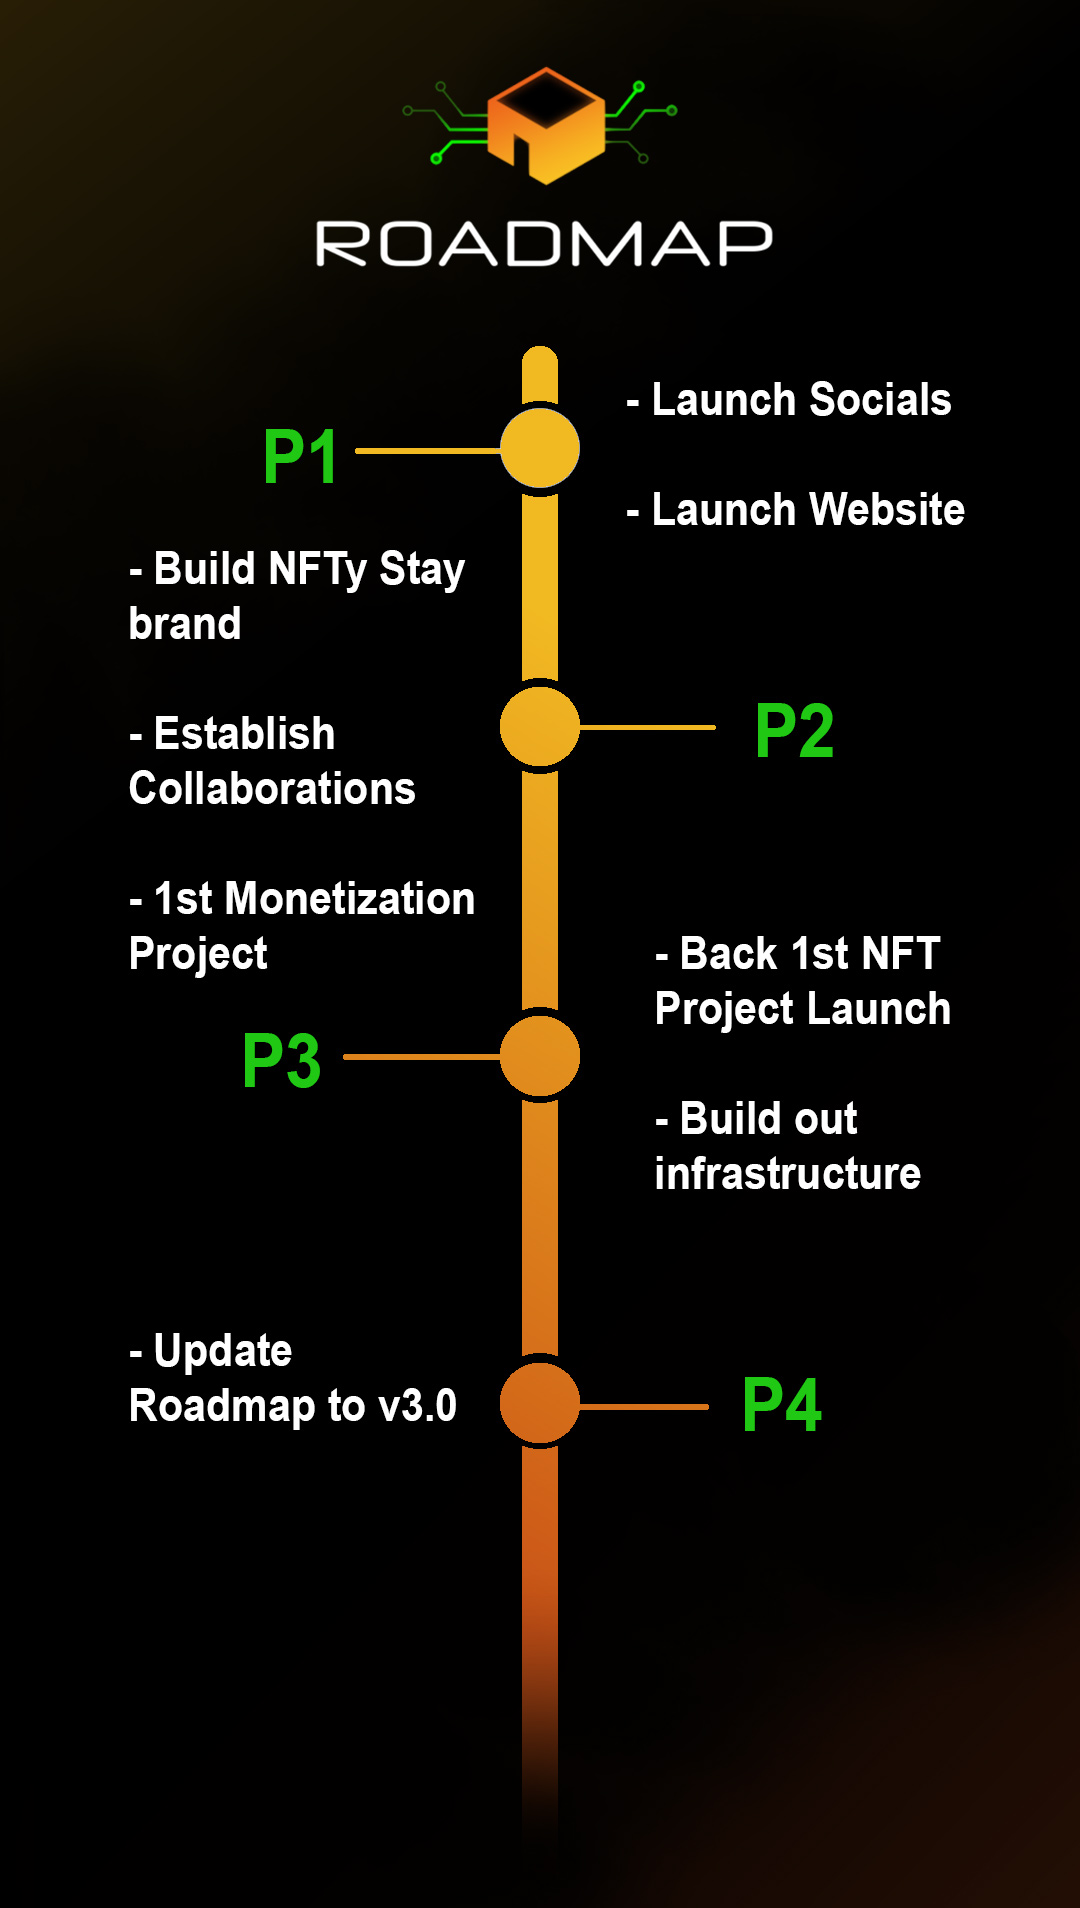 ROADMAP
P1
- Launch Socials
- Launch Website
P2
- Build NFTy Stay
brand
- Establish
Collaborations
- 1st Monetization
Project
P3
- Back 1st NFT
Project Launch
- Build out
infrastructure
P4
- Update
Roadmap to v3.0